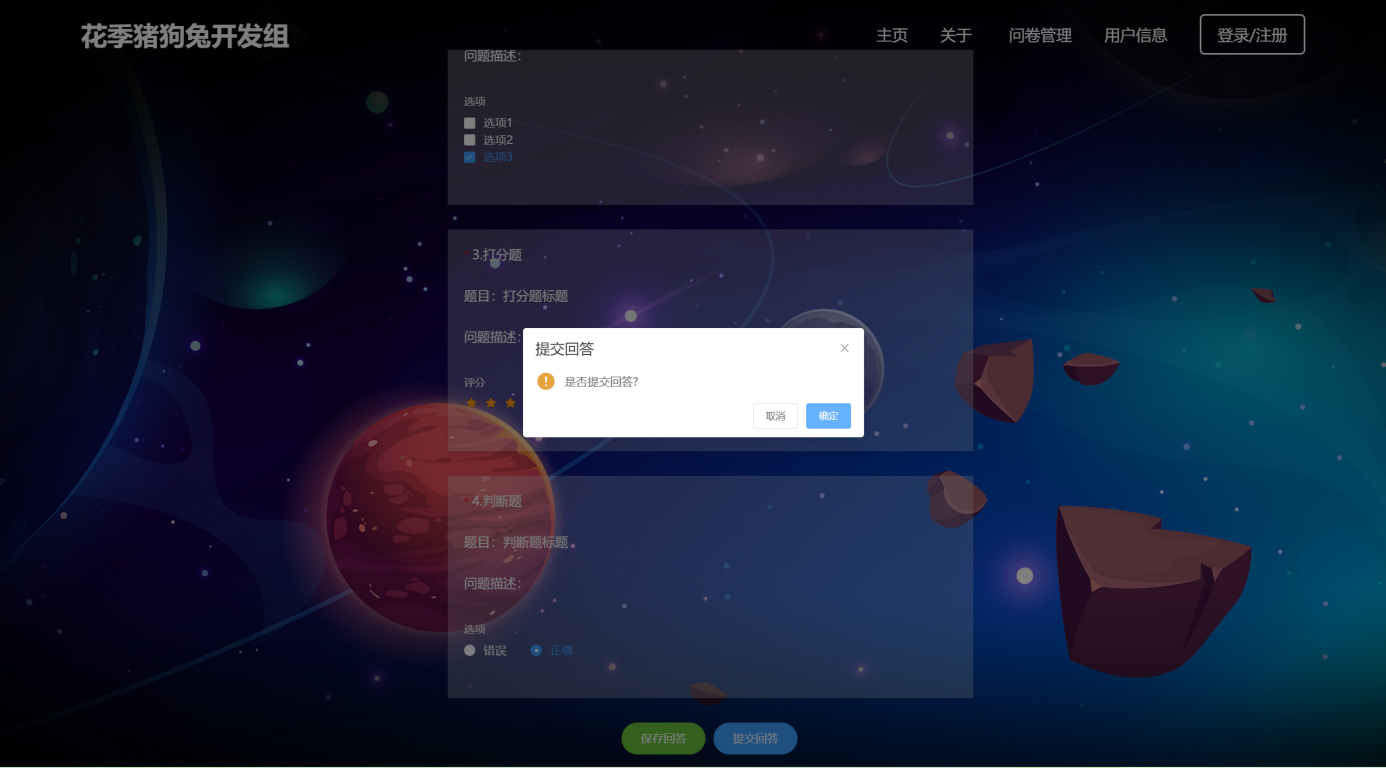 花季猪狗兔开发组
主页 关于 问卷管理 用户信息 登录/注册
问题描述:
选项
选项1
选项2
选项3
3.打分题
题目: 打分题标题
问题描述:
评分
提交回答
是否提交回答?
取消 确定
4.判断题
题目: 判断题标题
问题描述:
选项
错误 正确
保存回答 提交回答